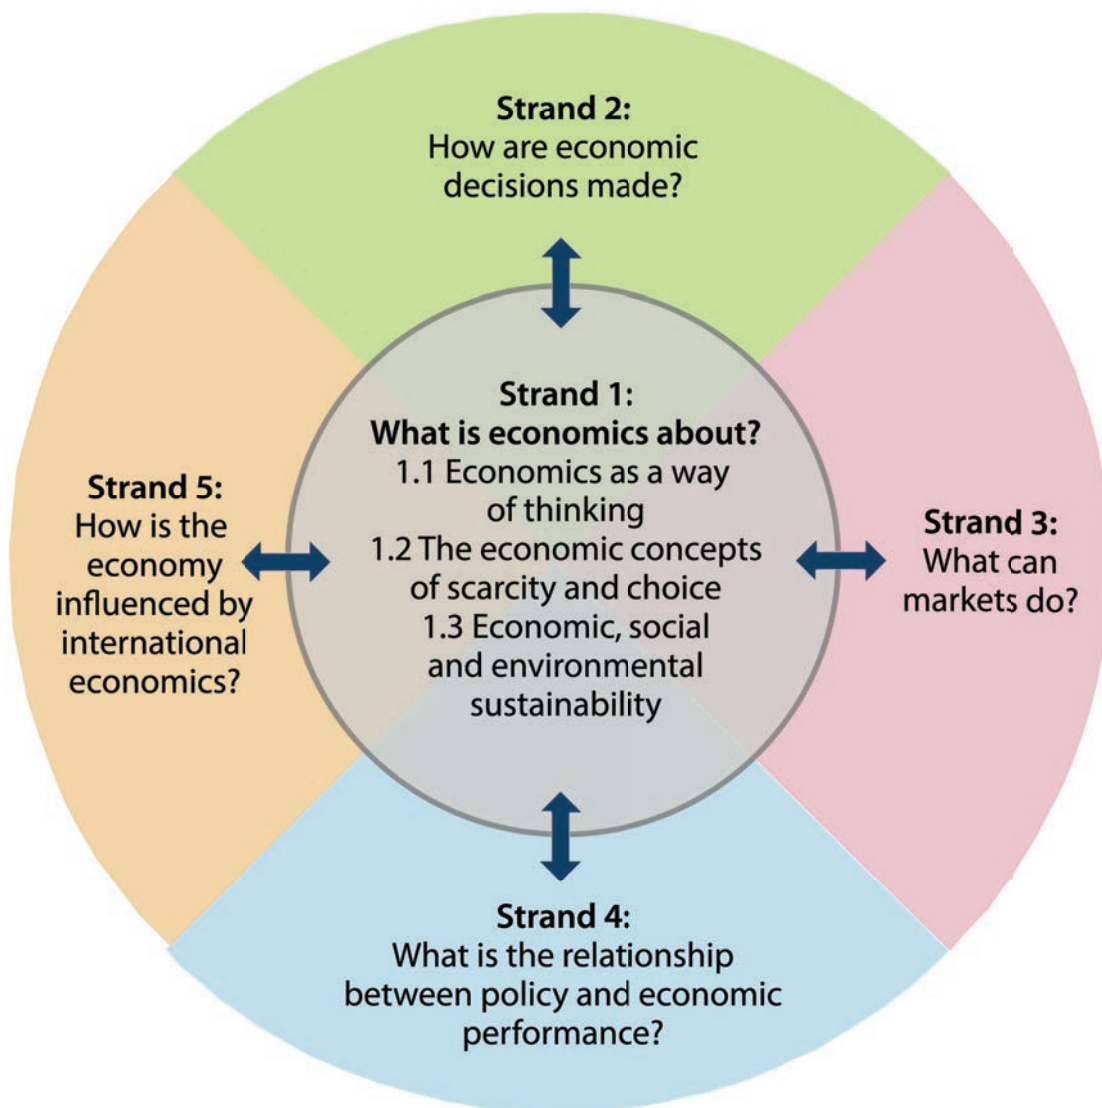 Strand 2:
How are economic
decisions made?
Strand 1:
What is economics about?
1.1 Economics as a way
of thinking
1.2 The economic concepts
of scarcity and choice
1.3 Economic, social
and environmental
sustainability
Strand 5:
How is the
economy
influenced by
international
economics?
Strand 3:
What can
markets do?
Strand 4:
What is the relationship
between policy and economic
performance?